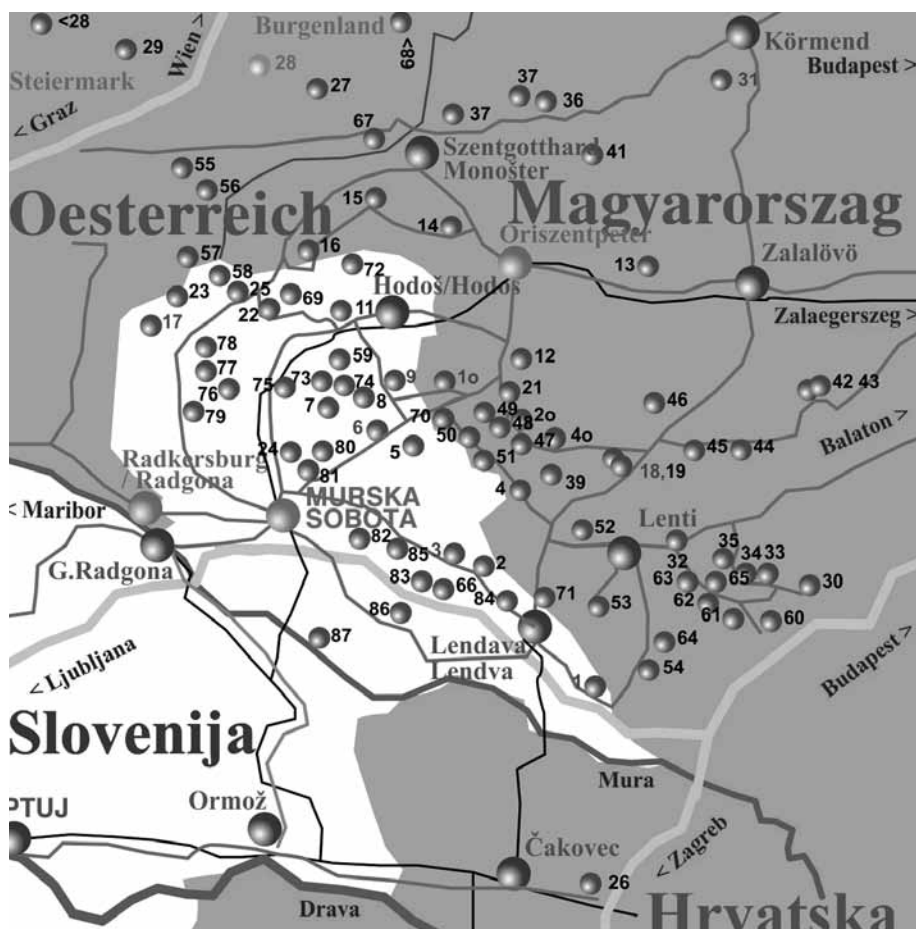 <28
29
Steiermark
Wien >
< Graz
Burgenland
28
27
68>
67
37
37
36
Körmend
31
Budapest >
55
56
Szentgotthard
Monošter
41
Oesterreich
15
14
Magyarorszag
Öriszentpeter
13
Zalalövö
57
58
16
72
23
25
22
69
11
Hodoš/Hodos
17
Zalaegerszeg >
78
77
76
79
75
73
59
74
7
8
9
1o
12
21
6
5
70
50
49
48
2o
47
4o
51
46
42 43
45
44
Balaton >
24
80
81
4
39
18,19
Radkersburg
/ Radgona
< Maribor
MURSKA
SOBOTA
G.Radgona
82
85
3
2
83
66
84
71
86
87
52
Lenti
53
32
35
34
33
63
65
30
62
61
60
64
54
Lendava
Lendva
1
< Ljubljana
Budapest >
Slovenija
Mura
PTUJ
Ormož
Čakovec
26
< Zagreb
Drava
Hrvatska